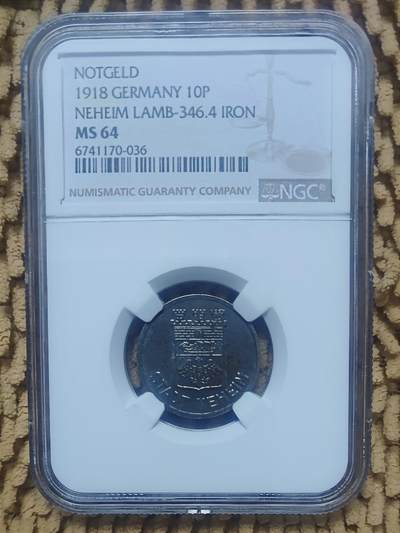 NOTGELD
1918 GERMANY 10P
NEHEIM LAMB-346.4 IRON
MS 64
6741170-036
NUMISMATIC GUARANTY COMPANY
NGC®
STADT NEHEIM